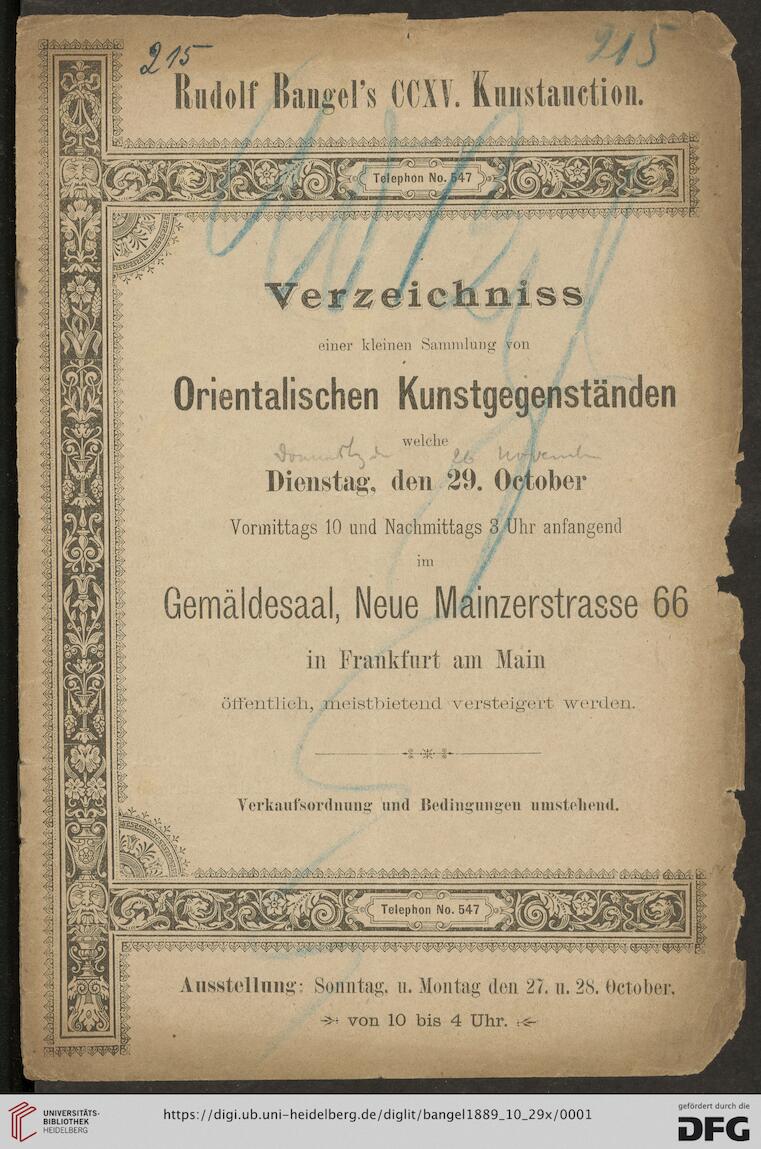 215
215
Rudolf Bangel's CCXV. Kunstauction.
Telephon No. 547
Verzeichniss
einer kleinen Sammlung von
Orientalischen Kunstgegenständen
welche
26 November
Dienstag, den 29. October
Vormittags 10 und Nachmittags 3 Uhr anfangend
im
Gemäldesaal, Neue Mainzerstrasse 66
in Frankfurt am Main
öffentlich, meistbietend versteigert werden.
Verkaufsordnung und Bedingungen umstehend.
Telephon No. 547
Ausstellung: Sonntag, u. Montag den 27. u. 28. October,
von 10 bis 4 Uhr.
UNIVERSITÄTS-
BIBLIOTHEK
HEIDELBERG
https://digi.ub.uni-heidelberg.de/diglit/bangel1889_10_29x/0001
gefördert durch die
DFG